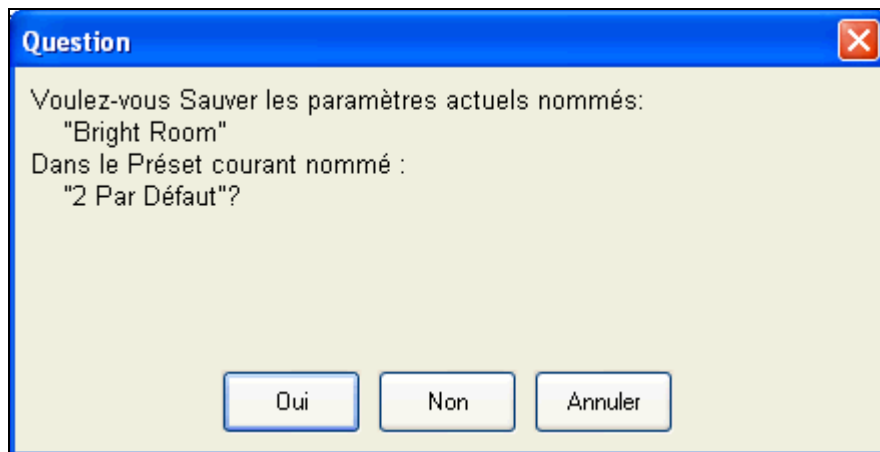 Question
Voulez-vous Sauver les paramètres actuels nommés:
"Bright Room"
Dans le Préset courant nommé :
"2 Par Défaut"?
Oui
Non
Annuler